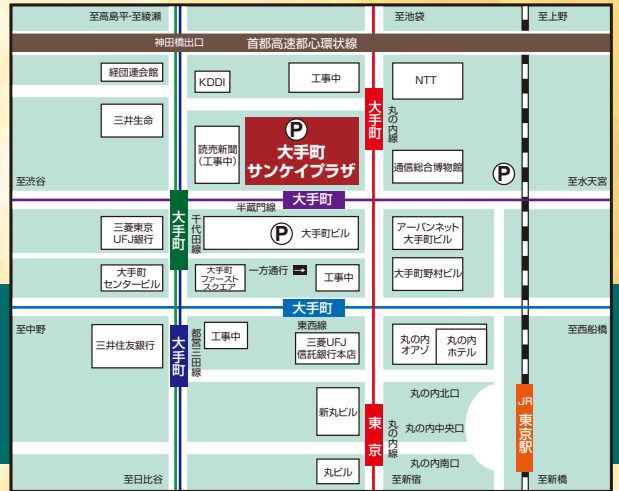 至高島平・至綾瀬
至池袋
至上野
神田橋出口
首都高速都心環状線
経団連会館
KDDI
工事中
NTT
三井生命
読売新聞
(工事中)
P
大手町
サンケイプラザ
大手町
丸の内線
通信総合博物館
P
至渋谷
至水天宮
大手町
半蔵門線
三菱東京
UFJ銀行
大手町
千代田線
P
大手町ビル
アーバンネット
大手町ビル
大手町
センタービル
大手町
ファースト
スクエア
一方通行
工事中
大手町野村ビル
大手町
至中野
東西線
至西船橋
三井住友銀行
大手町
都営三田線
工事中
三菱UFJ
信託銀行本店
丸の内
オアゾ
丸の内
ホテル
新丸ビル
東京
丸の内線
丸の内北口
丸の内中央口
丸の内南口
JR
東京駅
丸ビル
至日比谷
至新宿
至新橋